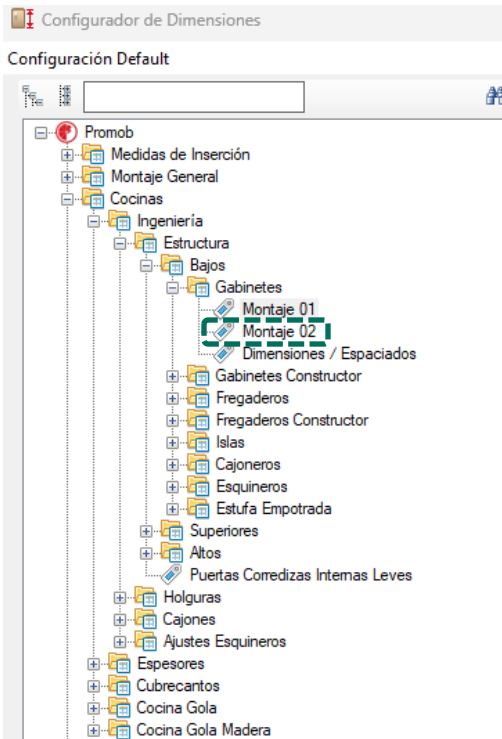 Configurador de Dimensiones
Configuración Default
Promob
Medidas de Inserción
Montaje General
Cocinas
Ingeniería
Estructura
Bajos
Gabinetes
Montaje 01
Montaje 02
Dimensiones / Espaciados
Gabinetes Constructor
Fregaderos
Fregaderos Constructor
Islas
Cajoneros
Esquineros
Estufa Empotrada
Superiores
Altos
Puertas Corredizas Internas Leves
Holguras
Cajones
Ajustes Esquineros
Espesores
Cubrecantos
Cocina Gola
Cocina Gola Madera